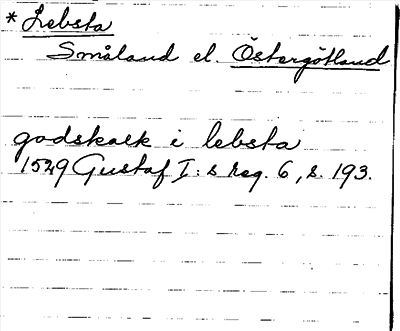 * Lebsta
Småland el. Östergötland
godskalk i lebsta
1529 Gustaf I:s reg. 6, s. 193.